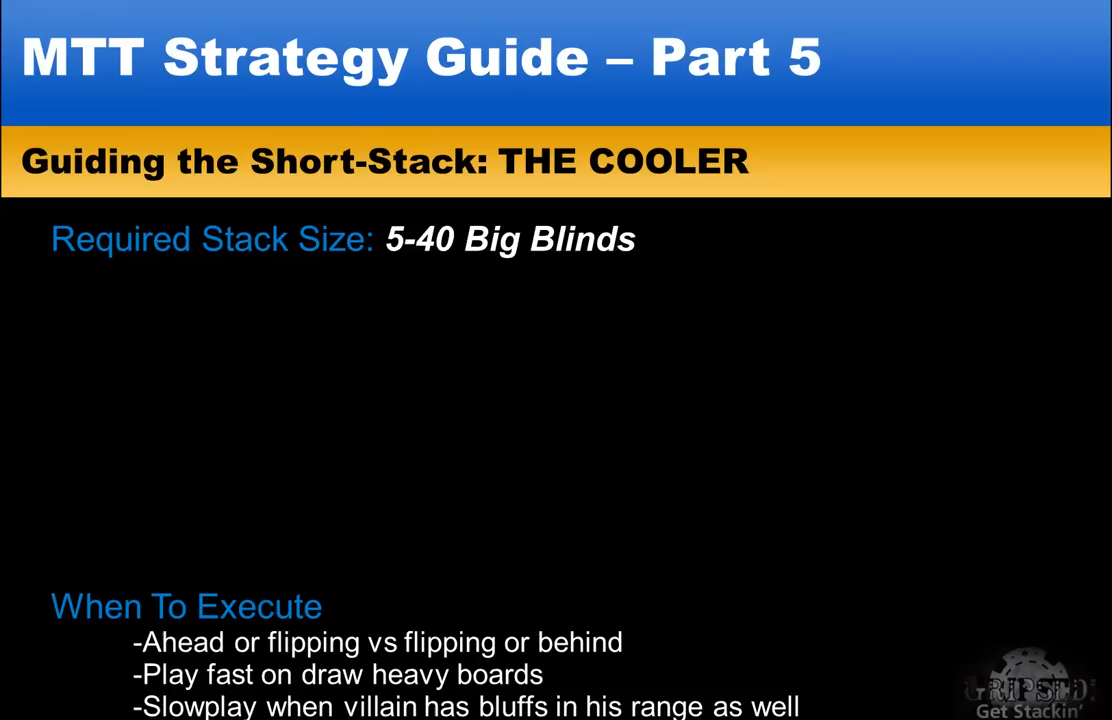 MTT Strategy Guide – Part 5
Guiding the Short-Stack: THE COOLER
Required Stack Size: 5-40 Big Blinds
When To Execute
-Ahead or flipping vs flipping or behind
-Play fast on draw heavy boards
-Slowplay when villain has bluffs in his range as well
GRIPSED!
Get Stackin'